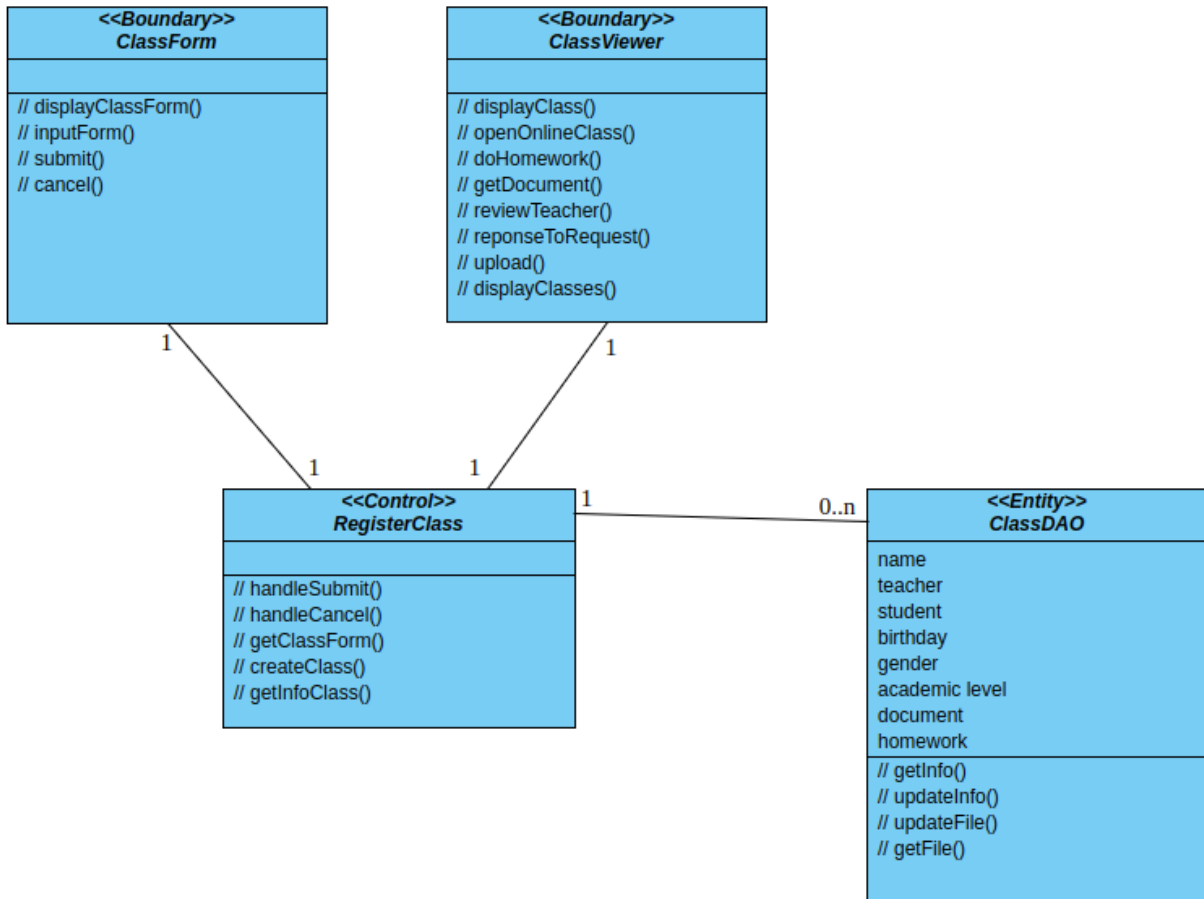 <<Boundary>>
ClassForm
// displayClassForm()
// inputForm()
// submit()
// cancel()
<<Boundary>>
ClassViewer
// displayClass()
// openOnlineClass()
// doHomework()
// getDocument()
// reviewTeacher()
// reponseToRequest()
// upload()
// displayClasses()
1
1
1
1
<<Control>>
RegisterClass
// handleSubmit()
// handleCancel()
// getClassForm()
// createClass()
// getInfoClass()
1
0..n
<<Entity>>
ClassDAO
name
teacher
student
birthday
gender
academic level
document
homework
// getInfo()
// updateInfo()
// updateFile()
// getFile()